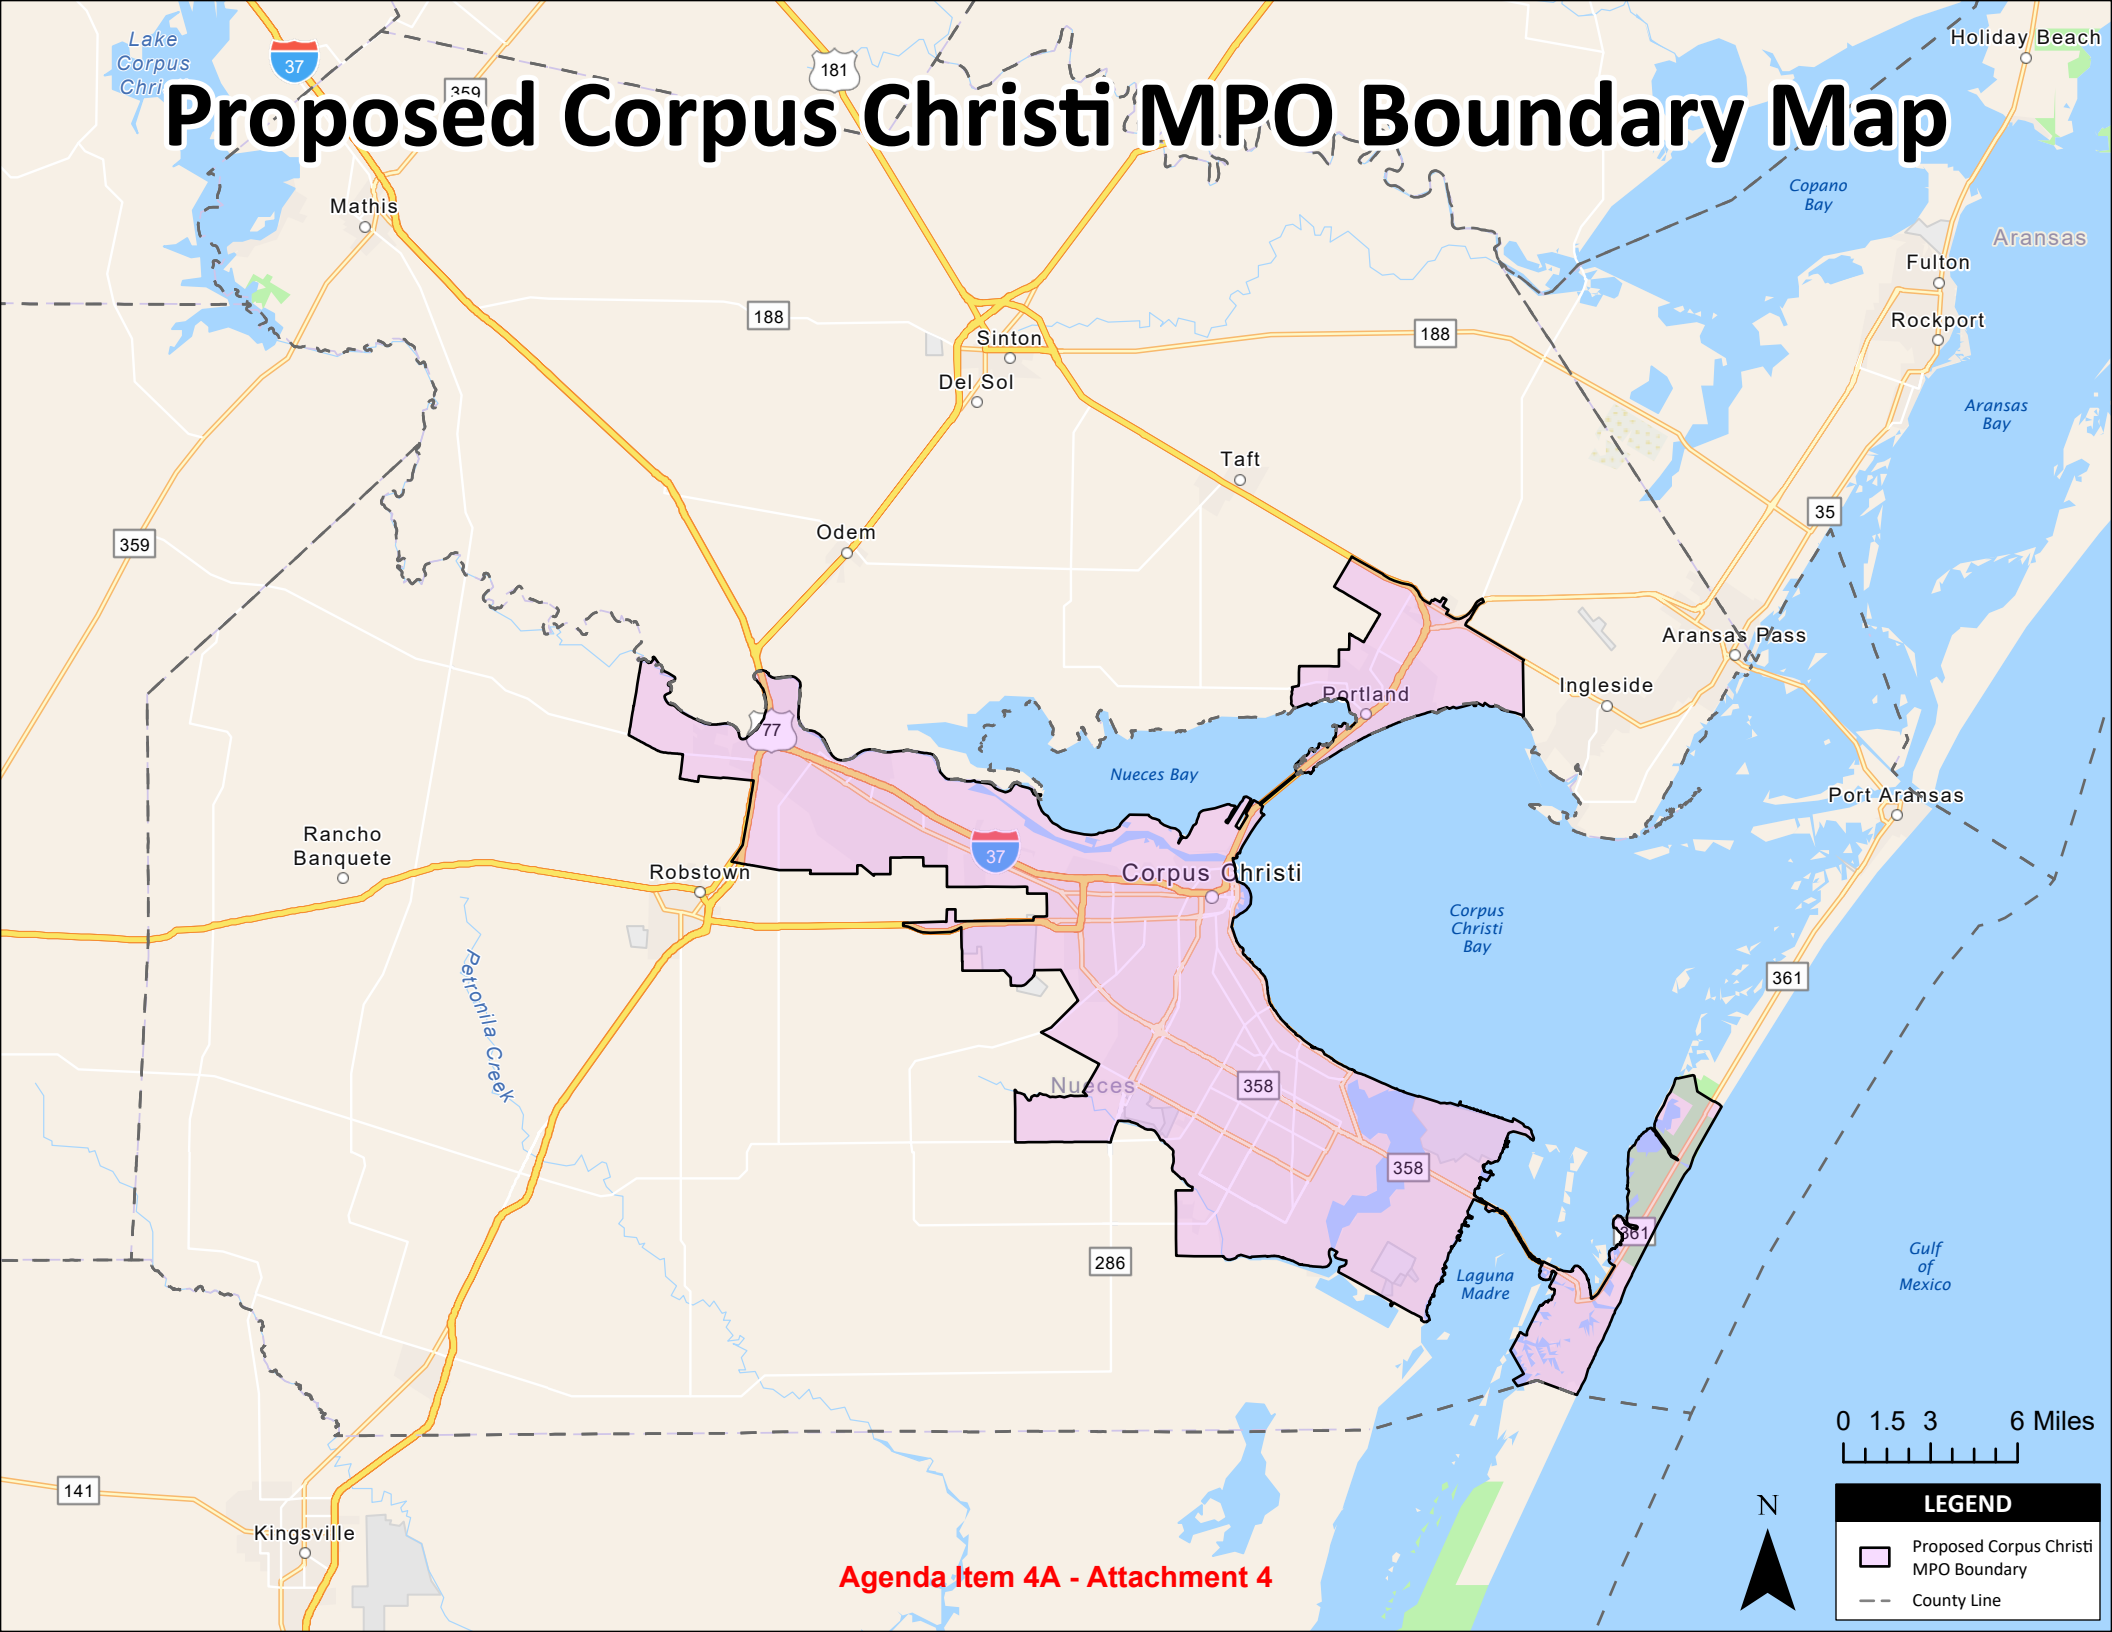 Lake
Corpus
Chri
37
359
181
Holiday Beach
Proposed Corpus Christi MPO Boundary Map
Mathis
Copano
Bay
Aransas
Fulton
Rockport
188
Sinton
188
Del Sol
Aransas
Bay
Taft
35
Odem
359
Aransas Pass
Ingleside
Portland
77
Nueces Bay
Port Aransas
Rancho
Banquete
Robstown
37
Corpus Christi
Corpus
Christi
Bay
Petronila Creek
361
Nueces
358
358
361
286
Laguna
Madre
Gulf
of
Mexico
0 1.5 3 6 Miles
141
Kingsville
N
LEGEND
Proposed Corpus Christi
MPO Boundary
County Line
Agenda Item 4A - Attachment 4